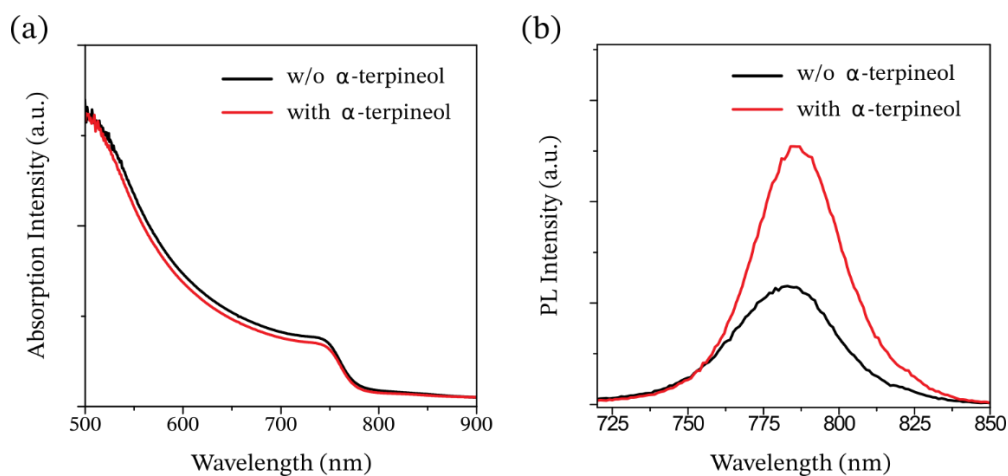 (a)
w/o α-terpineol
with α-terpineol
Absorption Intensity (a.u.)
500 600 700 800 900
Wavelength (nm)
(b)
w/o α-terpineol
with α-terpineol
PL Intensity (a.u.)
725 750 775 800 825 850
Wavelength (nm)